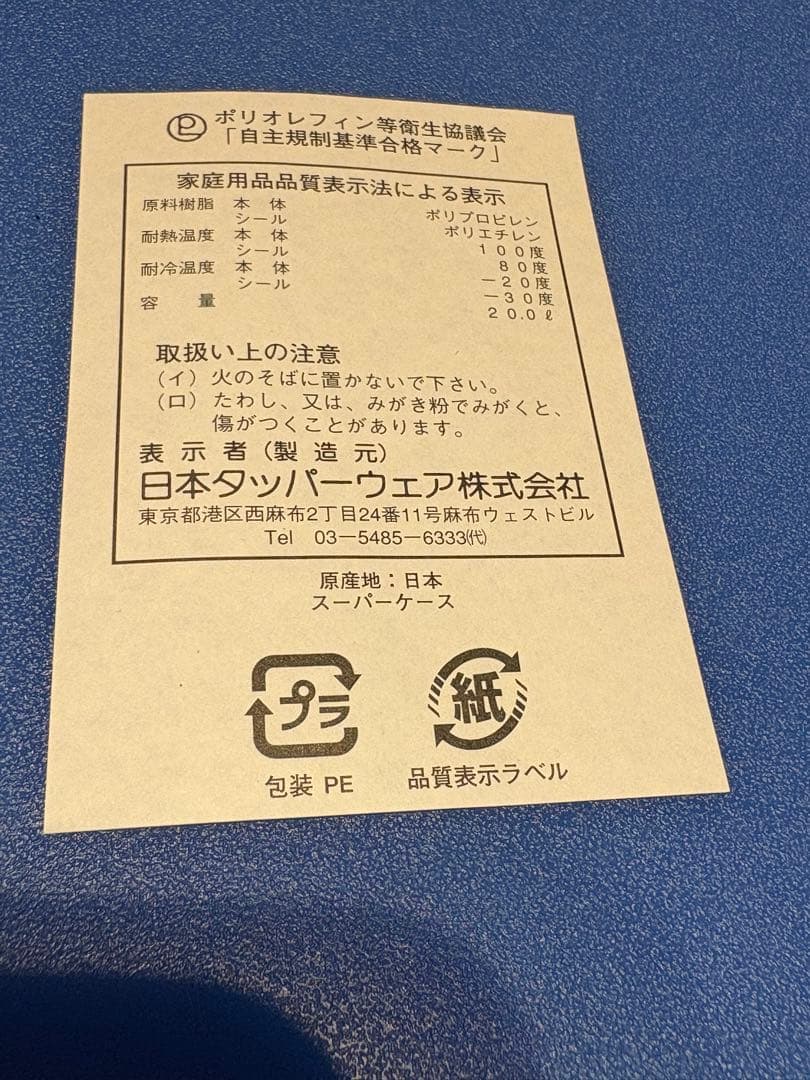 ポリオレフィン等衛生協議会
「自主規制基準合格マーク」
家庭用品品質表示法による表示
原料樹脂 本 体 ポリプロピレン
シール ポリエチレン
耐熱温度 本 体 100度
シール 80度
耐冷温度 本 体 −20度
シール −30度
容 量 20.0ℓ
取扱い上の注意
(イ) 火のそばに置かないで下さい。
(ロ) たわし、又は、みがき粉でみがくと、
傷がつくことがあります。
表 示 者 (製 造 元)
日本タッパーウェア株式会社
東京都港区西麻布2丁目24番11号麻布ウェストビル
Tel 03−5485−6333㈹
原産地：日本
スーパーケース
プラ 紙
包装 PE 品質表示ラベル